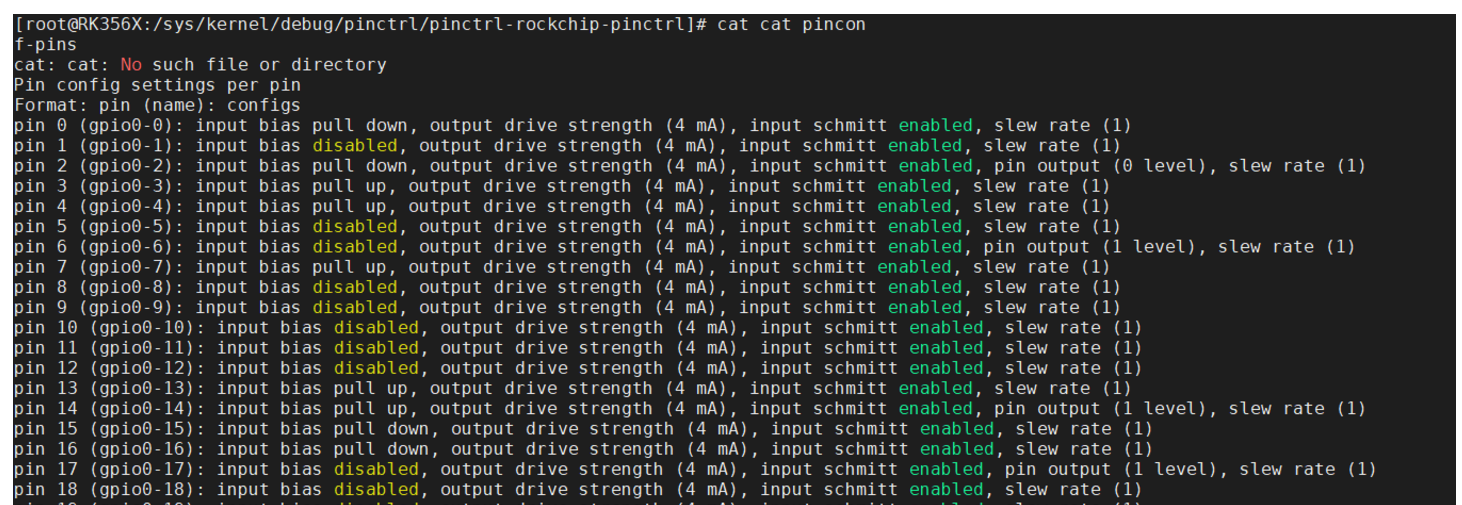 [root@RK356X:/sys/kernel/debug/pinctrl/pinctrl-rockchip-pinctrl]# cat cat pincon
f-pins
cat: cat: No such file or directory
Pin config settings per pin
Format: pin (name): configs
pin 0 (gpio0-0): input bias pull down, output drive strength (4 mA), input schmitt enabled, slew rate (1)
pin 1 (gpio0-1): input bias disabled, output drive strength (4 mA), input schmitt enabled, slew rate (1)
pin 2 (gpio0-2): input bias pull down, output drive strength (4 mA), input schmitt enabled, pin output (0 level), slew rate (1)
pin 3 (gpio0-3): input bias pull up, output drive strength (4 mA), input schmitt enabled, slew rate (1)
pin 4 (gpio0-4): input bias pull up, output drive strength (4 mA), input schmitt enabled, slew rate (1)
pin 5 (gpio0-5): input bias disabled, output drive strength (4 mA), input schmitt enabled, slew rate (1)
pin 6 (gpio0-6): input bias disabled, output drive strength (4 mA), input schmitt enabled, pin output (1 level), slew rate (1)
pin 7 (gpio0-7): input bias pull up, output drive strength (4 mA), input schmitt enabled, slew rate (1)
pin 8 (gpio0-8): input bias disabled, output drive strength (4 mA), input schmitt enabled, slew rate (1)
pin 9 (gpio0-9): input bias disabled, output drive strength (4 mA), input schmitt enabled, slew rate (1)
pin 10 (gpio0-10): input bias disabled, output drive strength (4 mA), input schmitt enabled, slew rate (1)
pin 11 (gpio0-11): input bias disabled, output drive strength (4 mA), input schmitt enabled, slew rate (1)
pin 12 (gpio0-12): input bias disabled, output drive strength (4 mA), input schmitt enabled, slew rate (1)
pin 13 (gpio0-13): input bias pull up, output drive strength (4 mA), input schmitt enabled, slew rate (1)
pin 14 (gpio0-14): input bias pull up, output drive strength (4 mA), input schmitt enabled, pin output (1 level), slew rate (1)
pin 15 (gpio0-15): input bias pull down, output drive strength (4 mA), input schmitt enabled, slew rate (1)
pin 16 (gpio0-16): input bias pull down, output drive strength (4 mA), input schmitt enabled, slew rate (1)
pin 17 (gpio0-17): input bias disabled, output drive strength (4 mA), input schmitt enabled, pin output (1 level), slew rate (1)
pin 18 (gpio0-18): input bias disabled, output drive strength (4 mA), input schmitt enabled, slew rate (1)